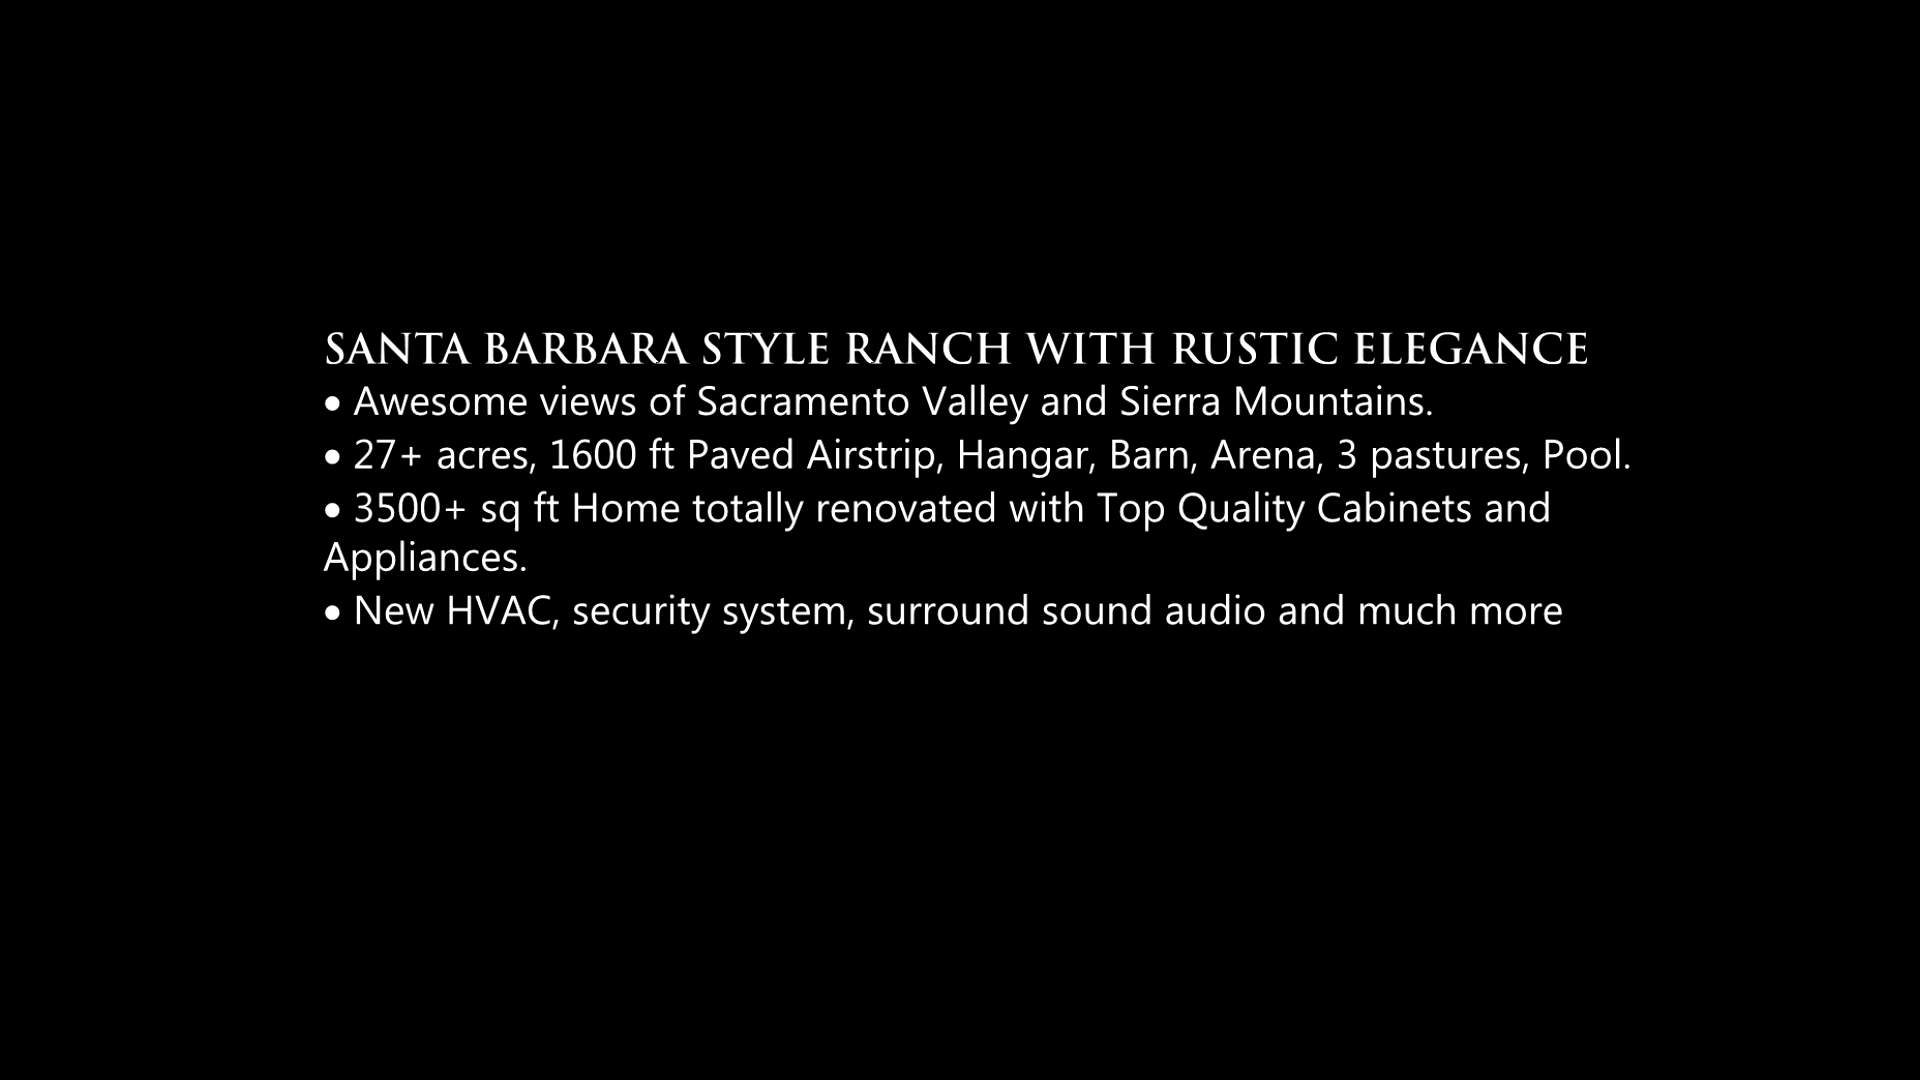 SANTA BARBARA STYLE RANCH WITH RUSTIC ELEGANCE
• Awesome views of Sacramento Valley and Sierra Mountains.
• 27+ acres, 1600 ft Paved Airstrip, Hangar, Barn, Arena, 3 pastures, Pool.
• 3500+ sq ft Home totally renovated with Top Quality Cabinets and
Appliances.
• New HVAC, security system, surround sound audio and much more